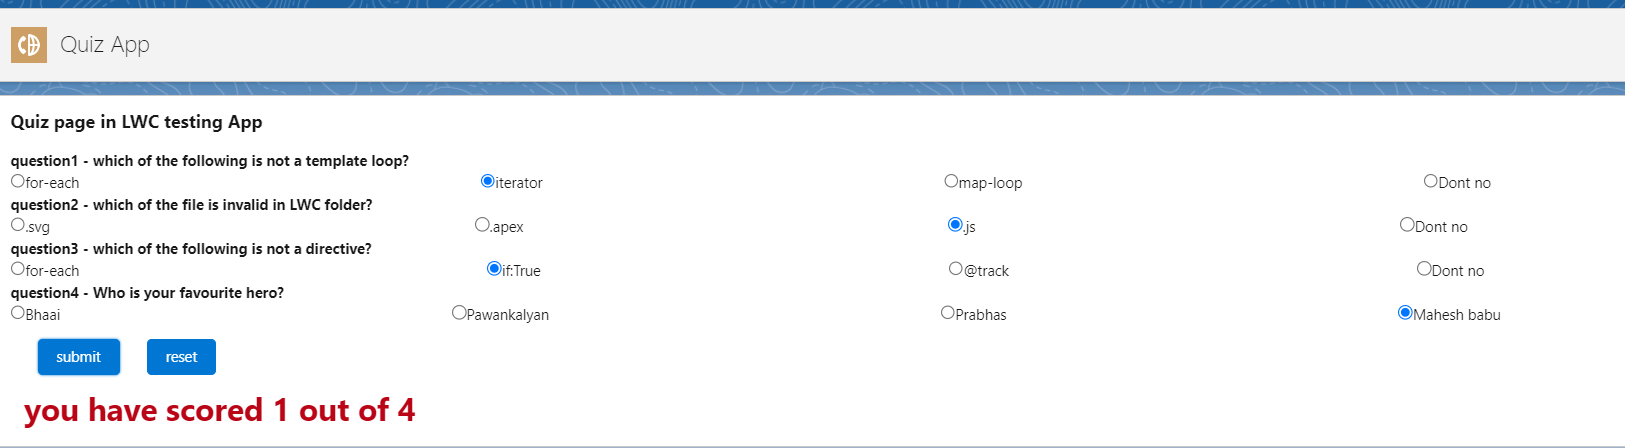 Quiz App
Quiz page in LWC testing App
question1 - which of the following is not a template loop?
for-each iterator map-loop Dont no
question2 - which of the file is invalid in LWC folder?
.svg .apex .js Dont no
question3 - which of the following is not a directive?
for-each if:True @track Dont no
question4 - Who is your favourite hero?
Bhaai Pawankalyan Prabhas Mahesh babu
submit reset
you have scored 1 out of 4